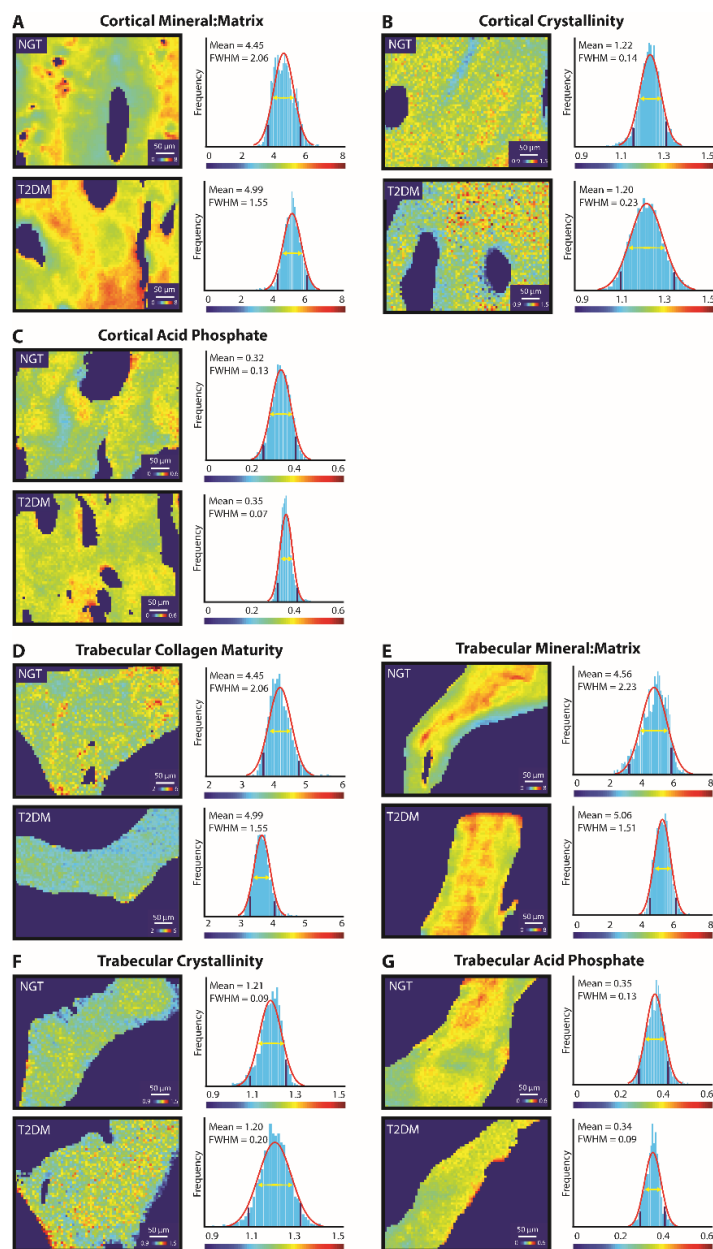 A Cortical Mineral:Matrix
NGT
50 µm
0 8
Mean = 4.45
FWHM = 2.06
Frequency
0 2 4 6 8
T2DM
50 µm
0 8
Mean = 4.99
FWHM = 1.55
Frequency
0 2 4 6 8
B Cortical Crystallinity
NGT
50 µm
0.9 1.5
Mean = 1.22
FWHM = 0.14
Frequency
0.9 1.1 1.3 1.5
T2DM
50 µm
0.9 1.5
Mean = 1.20
FWHM = 0.23
Frequency
0.9 1.1 1.3 1.5
C Cortical Acid Phosphate
NGT
50 µm
0 0.6
Mean = 0.32
FWHM = 0.13
Frequency
0 0.2 0.4 0.6
T2DM
50 µm
0 0.6
Mean = 0.35
FWHM = 0.07
Frequency
0 0.2 0.4 0.6
D Trabecular Collagen Maturity
NGT
50 µm
2
Mean = 4.45
FWHM = 2.06
Frequency
2 3 4 5 6
T2DM
50 µm
2
Mean = 4.99
FWHM = 1.55
Frequency
2 3 4 5 6
E Trabecular Mineral:Matrix
NGT
50 µm
0 8
Mean = 4.56
FWHM = 2.23
Frequency
0 2 4 6 8
T2DM
50 µm
0 8
Mean = 5.06
FWHM = 1.51
Frequency
0 2 4 6 8
F Trabecular Crystallinity
NGT
50 µm
0.9 1.5
Mean = 1.21
FWHM = 0.09
Frequency
0.9 1.1 1.3 1.5
T2DM
50 µm
0.9 1.5
Mean = 1.20
FWHM = 0.20
Frequency
0.9 1.1 1.3 1.5
G Trabecular Acid Phosphate
NGT
50 µm
0 0.6
Mean = 0.35
FWHM = 0.13
Frequency
0 0.2 0.4 0.6
T2DM
50 µm
0 0.6
Mean = 0.34
FWHM = 0.09
Frequency
0 0.2 0.4 0.6